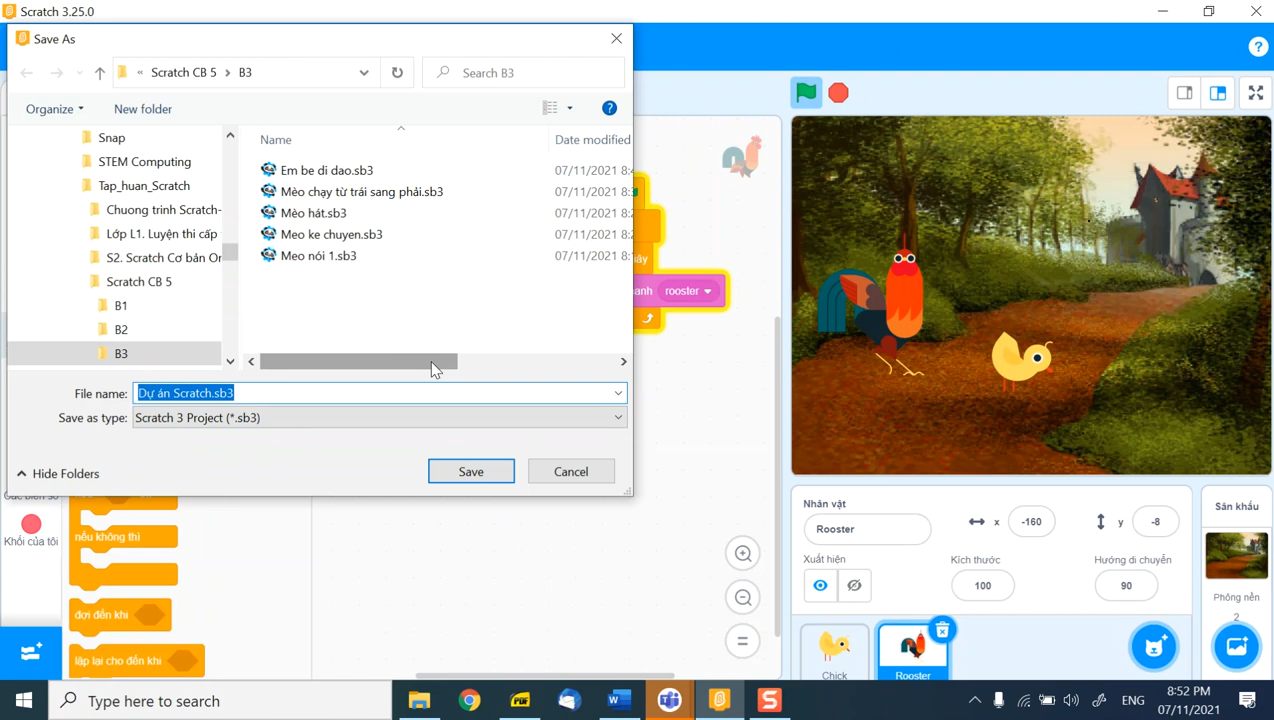 Scratch 3.25.0
Save As
« Scratch CB 5 › B3
Search B3
Organize
New folder
Name
Date modified
Snap
STEM Computing
Tap_huan_Scratch
Chuong trinh Scratch-
Lớp L1. Luyện thi cấp
S2. Scratch Cơ bản Or
Scratch CB 5
B1
B2
B3
Em be di dao.sb3
07/11/2021 8:
Mèo chạy từ trái sang phải.sb3
07/11/2021 8:
Mèo hát.sb3
07/11/2021 8:
Meo ke chuyen.sb3
07/11/2021 8:
Meo nói 1.sb3
07/11/2021 8:
File name:
Dự án Scratch.sb3
Save as type:
Scratch 3 Project (*.sb3)
Hide Folders
Save
Cancel
iây
anh
rooster
Các biến số
Khối của tôi
nếu không thì
đợi đến khi
lặp lại cho đến khi
Nhân vật
Rooster
x
-160
y
-8
Xuất hiện
Kích thước
Hướng di chuyển
100
90
Sân khấu
Phông nền
2
Chick
Rooster
Type here to search
PDF
ENG
8:52 PM
07/11/2021